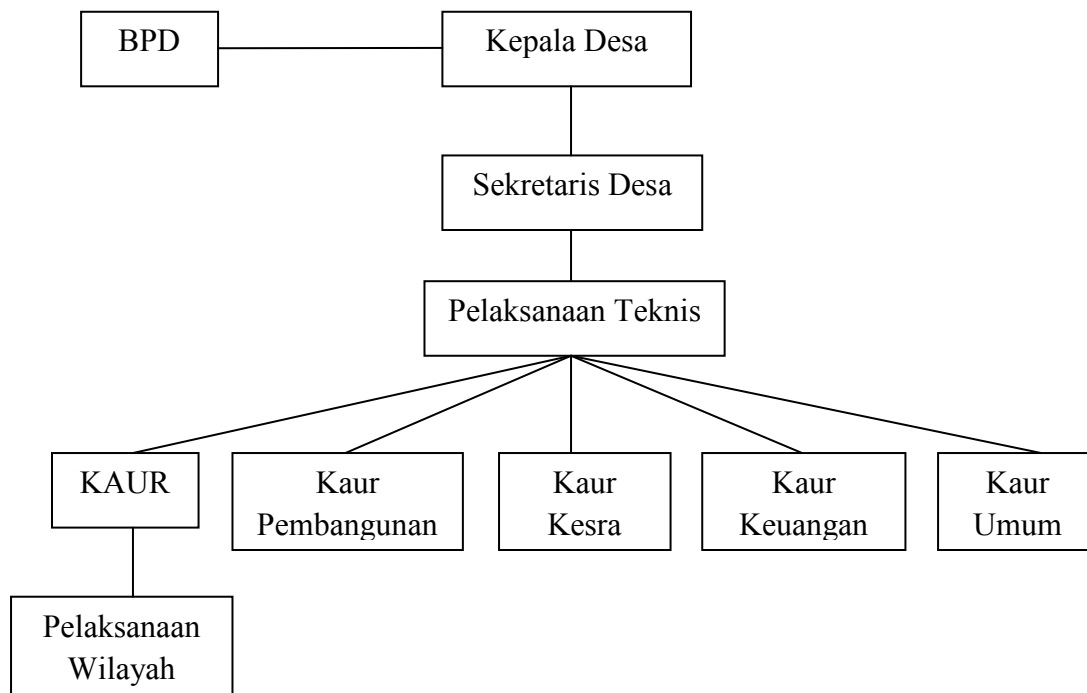 BPD
Kepala Desa
Sekretaris Desa
Pelaksanaan Teknis
KAUR
Kaur
Pembangunan
Kaur
Kesra
Kaur
Keuangan
Kaur
Umum
Pelaksanaan
Wilayah